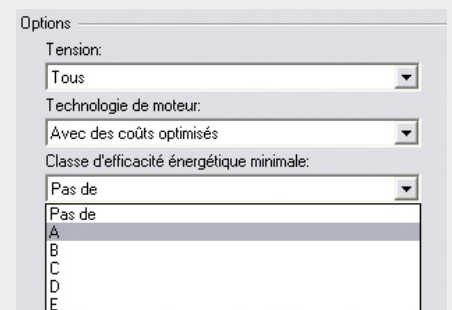 Options
Tension:
Tous
Technologie de moteur:
Avec des coûts optimisés
Classe d'efficacité énergétique minimale:
Pas de
Pas de
A
B
C
D
E